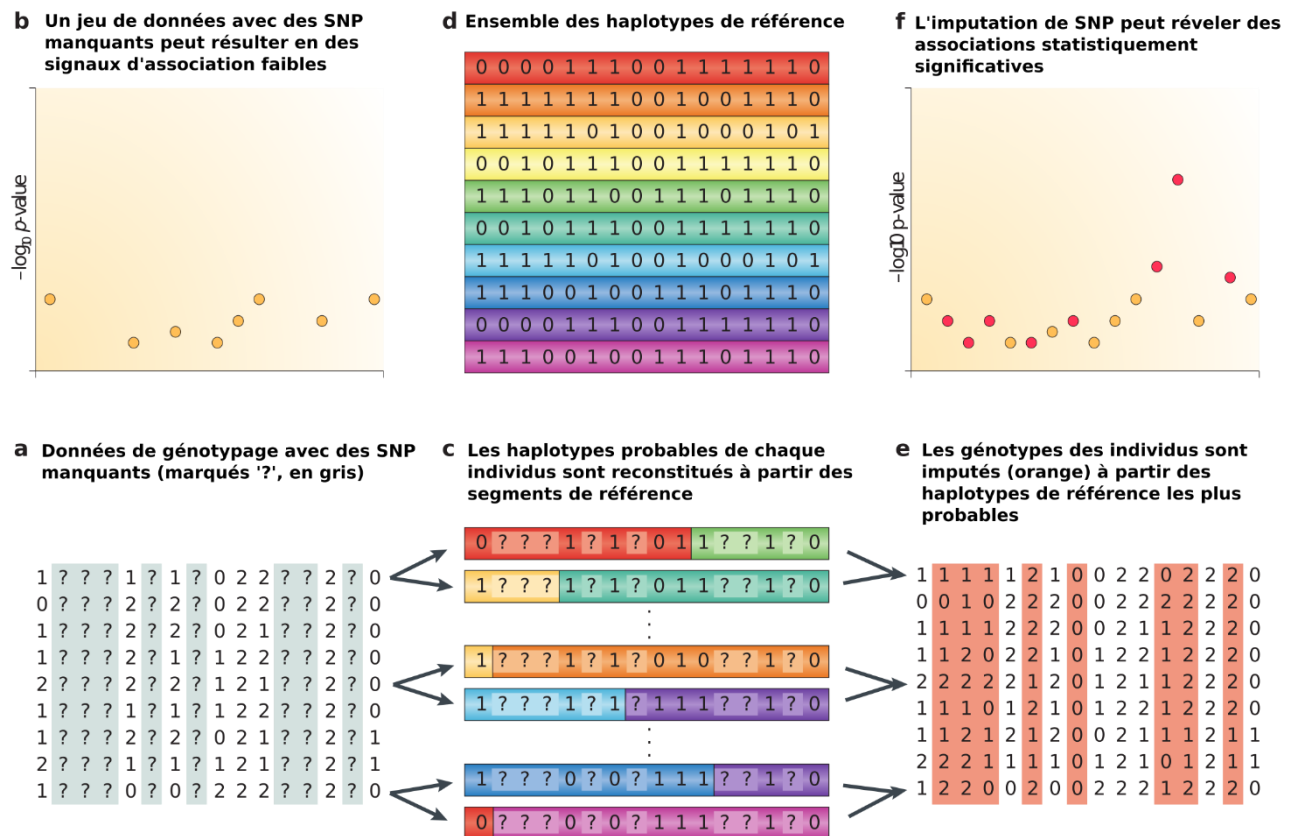 b Un jeu de données avec des SNP
manquants peut résulter en des
signaux d'association faibles
–log10 p-value
d Ensemble des haplotypes de référence
0 0 0 0 1 1 1 0 0 1 1 1 1 1 1 0
1 1 1 1 1 1 1 0 0 1 0 0 1 1 1 0
1 1 1 1 1 0 1 0 0 1 0 0 0 1 0 1
0 0 1 0 1 1 1 0 0 1 1 1 1 1 1 0
1 1 1 0 1 1 0 0 1 1 1 0 1 1 1 0
0 0 1 0 1 1 1 0 0 1 1 1 1 1 1 0
1 1 1 1 1 0 1 0 0 1 0 0 0 1 0 1
1 1 1 0 0 1 0 0 1 1 1 0 1 1 1 0
0 0 0 0 1 1 1 0 0 1 1 1 1 1 1 0
1 1 1 0 0 1 0 0 1 1 1 0 1 1 1 0
f L'imputation de SNP peut réveler des
associations statistiquement
significatives
–log10 p-value
a Données de génotypage avec des SNP
manquants (marqués '?', en gris)
1 ? ? ? 1 ? 1 ? 0 2 2 ? ? 2 ? 0
0 ? ? ? 2 ? 2 ? 0 2 2 ? ? 2 ? 0
1 ? ? ? 2 ? 2 ? 0 2 1 ? ? 2 ? 0
1 ? ? ? 2 ? 1 ? 1 2 2 ? ? 2 ? 0
2 ? ? ? 2 ? 2 ? 1 2 1 ? ? 2 ? 0
1 ? ? ? 1 ? 1 ? 1 2 2 ? ? 2 ? 0
1 ? ? ? 2 ? 2 ? 0 2 1 ? ? 2 ? 1
2 ? ? ? 1 ? 1 ? 1 2 1 ? ? 2 ? 1
1 ? ? ? 0 ? 0 ? 2 2 2 ? ? 2 ? 0
c Les haplotypes probables de chaque
individus sont reconstitués à partir des
segments de référence
0 ? ? ? 1 ? 1 ? 0 1 1 ? ? 1 ? 0
1 ? ? ? 1 ? 1 ? 0 1 1 ? ? 1 ? 0
1 ? ? ? 1 ? 1 ? 0 1 0 ? ? 1 ? 0
1 ? ? ? 1 ? 1 ? 1 1 1 ? ? 1 ? 0
1 ? ? ? 0 ? 0 ? 1 1 1 ? ? 1 ? 0
0 ? ? ? 0 ? 0 ? 1 1 1 ? ? 1 ? 0
e Les génotypes des individus sont
imputés (orange) à partir des
haplotypes de référence les plus
probables
1 1 1 1 1 2 1 0 0 2 2 0 2 2 2 0
0 0 1 0 2 2 2 0 0 2 2 2 2 2 2 0
1 1 1 1 2 2 2 0 0 2 1 1 2 2 2 0
1 1 2 0 2 2 1 0 1 2 2 1 2 2 2 0
2 2 2 2 2 1 2 0 1 2 1 1 2 2 2 0
1 1 1 0 1 2 1 0 1 2 2 1 2 2 2 0
1 1 2 1 2 1 2 0 0 2 1 1 1 2 1 1
2 2 2 1 1 1 1 0 1 2 1 0 1 2 1 1
1 2 2 0 0 2 0 0 2 2 2 1 2 2 2 0